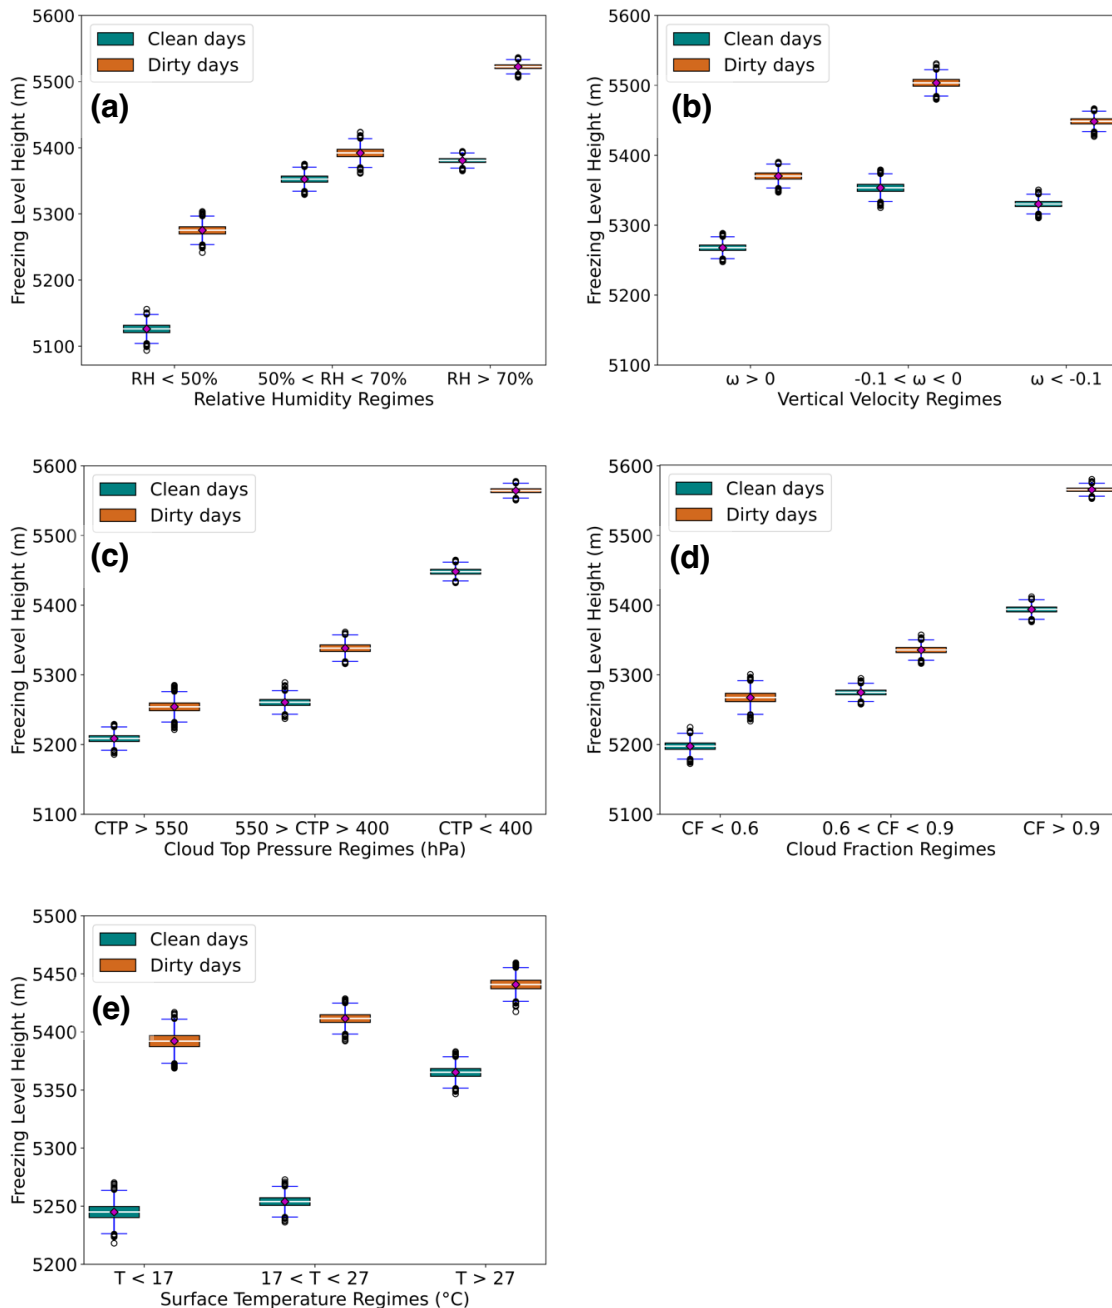 5600
5500
5400
5300
5200
5100
Freezing Level Height (m)
Clean days
Dirty days
(a)
RH < 50%
50% < RH < 70%
RH > 70%
Relative Humidity Regimes
5600
5500
5400
5300
5200
5100
Freezing Level Height (m)
Clean days
Dirty days
(b)
ω > 0
-0.1 < ω < 0
ω < -0.1
Vertical Velocity Regimes
5600
5500
5400
5300
5200
5100
Freezing Level Height (m)
Clean days
Dirty days
(c)
CTP > 550
550 > CTP > 400
CTP < 400
Cloud Top Pressure Regimes (hPa)
5600
5500
5400
5300
5200
5100
Freezing Level Height (m)
Clean days
Dirty days
(d)
CF < 0.6
0.6 < CF < 0.9
CF > 0.9
Cloud Fraction Regimes
5500
5450
5400
5350
5300
5250
5200
Freezing Level Height (m)
Clean days
Dirty days
(e)
T < 17
17 < T < 27
T > 27
Surface Temperature Regimes (°C)